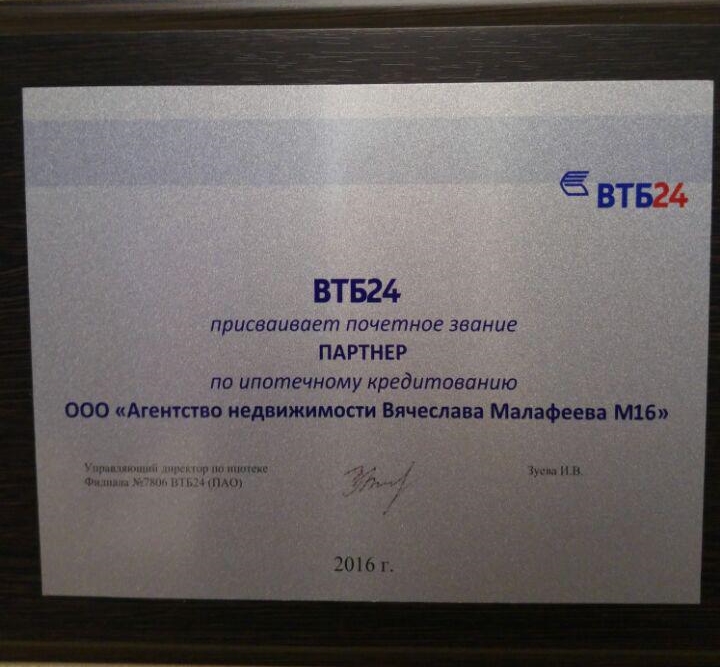 ВТБ24
ВТБ24
присваивает почетное звание
ПАРТНЕР
по ипотечному кредитованию
ООО «Агентство недвижимости Вячеслава Малафеева М16»
Управляющий директор по ипотеке
Филиала №7806 ВТБ24 (ПАО)
Зуева И.В.
2016 г.